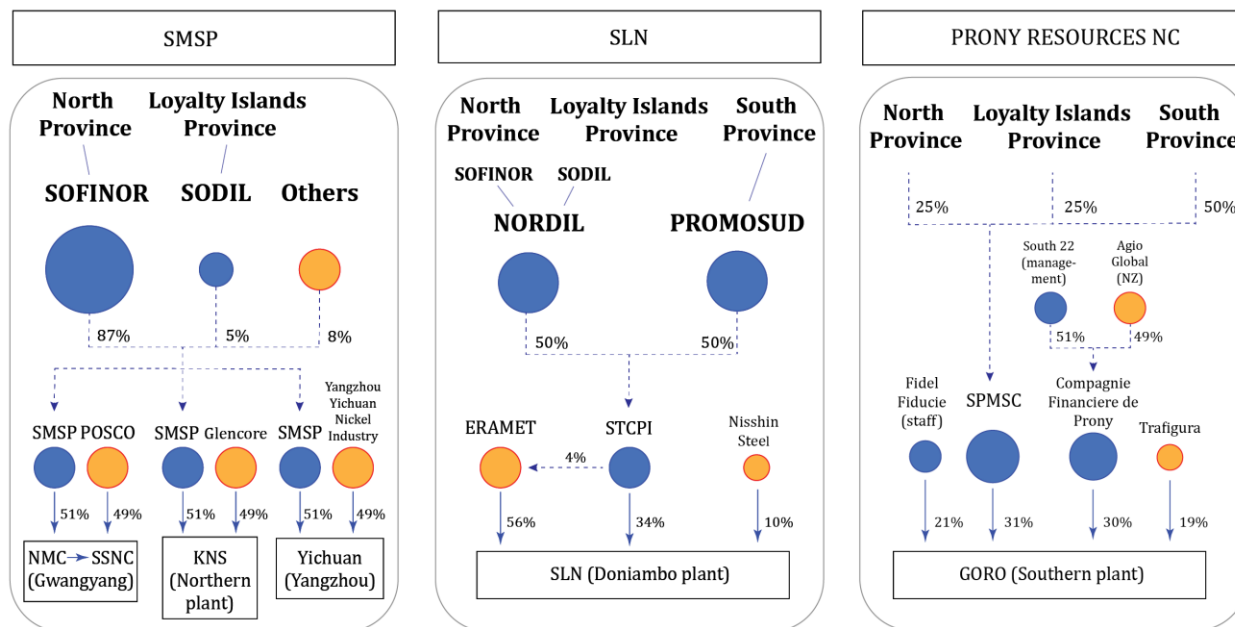 SMSP
North
Province
Loyalty Islands
Province
SOFINOR
SODIL
Others
87%
5%
8%
SMSP
POSCO
SMSP
Glencore
SMSP
Yangzhou
Yichuan
Nickel
Industry
51%
49%
51%
49%
51%
49%
NMC SSNC
(Gwangyang)
KNS
(Northern
plant)
Yichuan
(Yangzhou)
SLN
North
Province
Loyalty Islands
Province
South
Province
SOFINOR
SODIL
NORDIL
PROMOSUD
50%
50%
ERAMET
STCPI
Nisshin
Steel
4%
56%
34%
10%
SLN (Doniambo plant)
PRONY RESOURCES NC
North
Province
Loyalty Islands
Province
South
Province
25%
25%
50%
South 22
(manage-
ment)
Agio
Global
(NZ)
51%
49%
Fidel
Fiducie
(staff)
SPMSC
Compagnie
Financiere de
Prony
Trafigura
21%
31%
30%
19%
GORO (Southern plant)